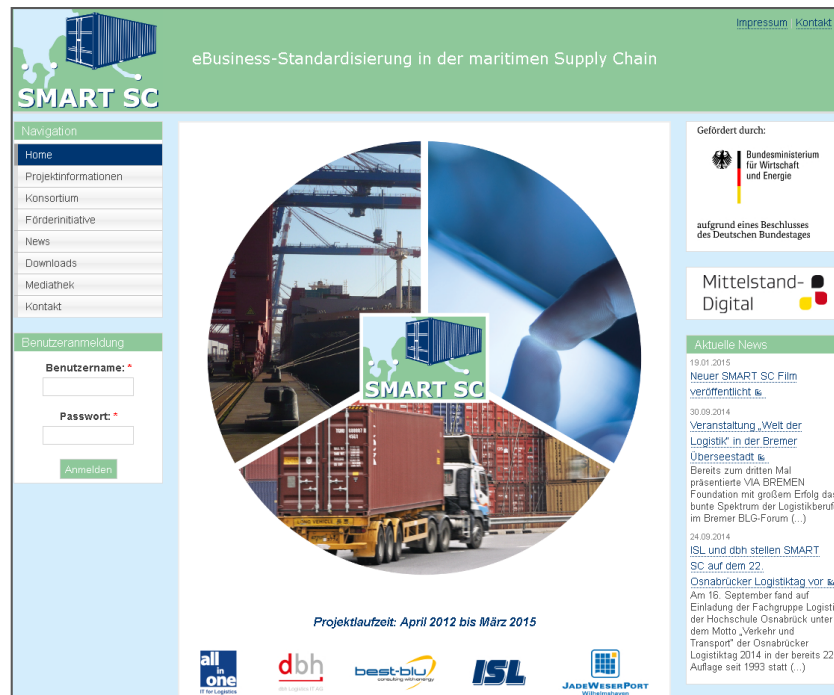 Impressum Kontakt
eBusiness-Standardisierung in der maritimen Supply Chain
SMART SC
Navigation
Home
Projektinformationen
Konsortium
Förderinitiative
News
Downloads
Mediathek
Kontakt
Benutzeranmeldung
Benutzername: *
Passwort: *
Anmelden
SMART SC
Projektlaufzeit: April 2012 bis März 2015
all in one
IT for Logistics
dbh
dbh Logistics IT AG
best-blu
consulting with energy
ISL
JADEWESERPORT
Wilhelmshaven
Gefördert durch:
Bundesministerium
für Wirtschaft
und Energie
aufgrund eines Beschlusses
des Deutschen Bundestages
Mittelstand-
Digital
Aktuelle News
19.01.2015
Neuer SMART SC Film
veröffentlicht
30.09.2014
Veranstaltung „Welt der
Logistik" in der Bremer
Überseestadt
Bereits zum dritten Mal
präsentierte VIA BREMEN
Foundation mit großem Erfolg das
bunte Spektrum der Logistikberufe
im Bremer BLG-Forum (...)
24.09.2014
ISL und dbh stellen SMART
SC auf dem 22.
Osnabrücker Logistiktag vor
Am 16. September fand auf
Einladung der Fachgruppe Logisti
der Hochschule Osnabrück unter
dem Motto „Verkehr und
Transport" der Osnabrücker
Logistiktag 2014 in der bereits 22
Auflage seit 1993 statt (...)